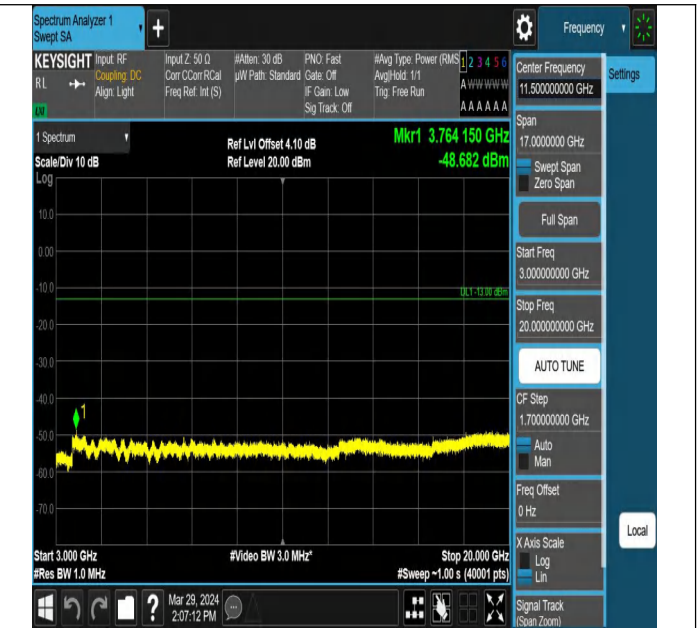 Spectrum Analyzer 1
Swept SA
Frequency
KEYSIGHT
RL
Input: RF
Coupling: DC
Align: Light
Input Z: 50 Ω
Corr CCorr RCal
Freq Ref: Int (S)
#Atten: 30 dB
µW Path: Standard
PNO: Fast
Gate: Off
IF Gain: Low
Sig Track: Off
#Avg Type: Power (RMS
Avg|Hold: 1/1
Trig: Free Run
1 2 3 4 5 6
A W W W W W
A A A A A A
Center Frequency
11.500000000 GHz
Settings
Span
17.0000000 GHz
Swept Span
Zero Span
Full Span
Start Freq
3.000000000 GHz
Stop Freq
20.000000000 GHz
AUTO TUNE
CF Step
1.700000000 GHz
Auto
Man
Freq Offset
0 Hz
X Axis Scale
Log
Lin
Signal Track
(Span Zoom)
Local
1 Spectrum
Scale/Div 10 dB
Log
Ref Lvl Offset 4.10 dB
Ref Level 20.00 dBm
Mkr1 3.764 150 GHz
-48.682 dBm
10.0
0.00
-10.0
DL1 -13.00 dBm
-20.0
-30.0
-40.0
1
-50.0
-60.0
-70.0
Start 3.000 GHz
#Res BW 1.0 MHz
#Video BW 3.0 MHz*
Stop 20.000 GHz
#Sweep ~1.00 s (40001 pts)
?
Mar 29, 2024
2:07:12 PM